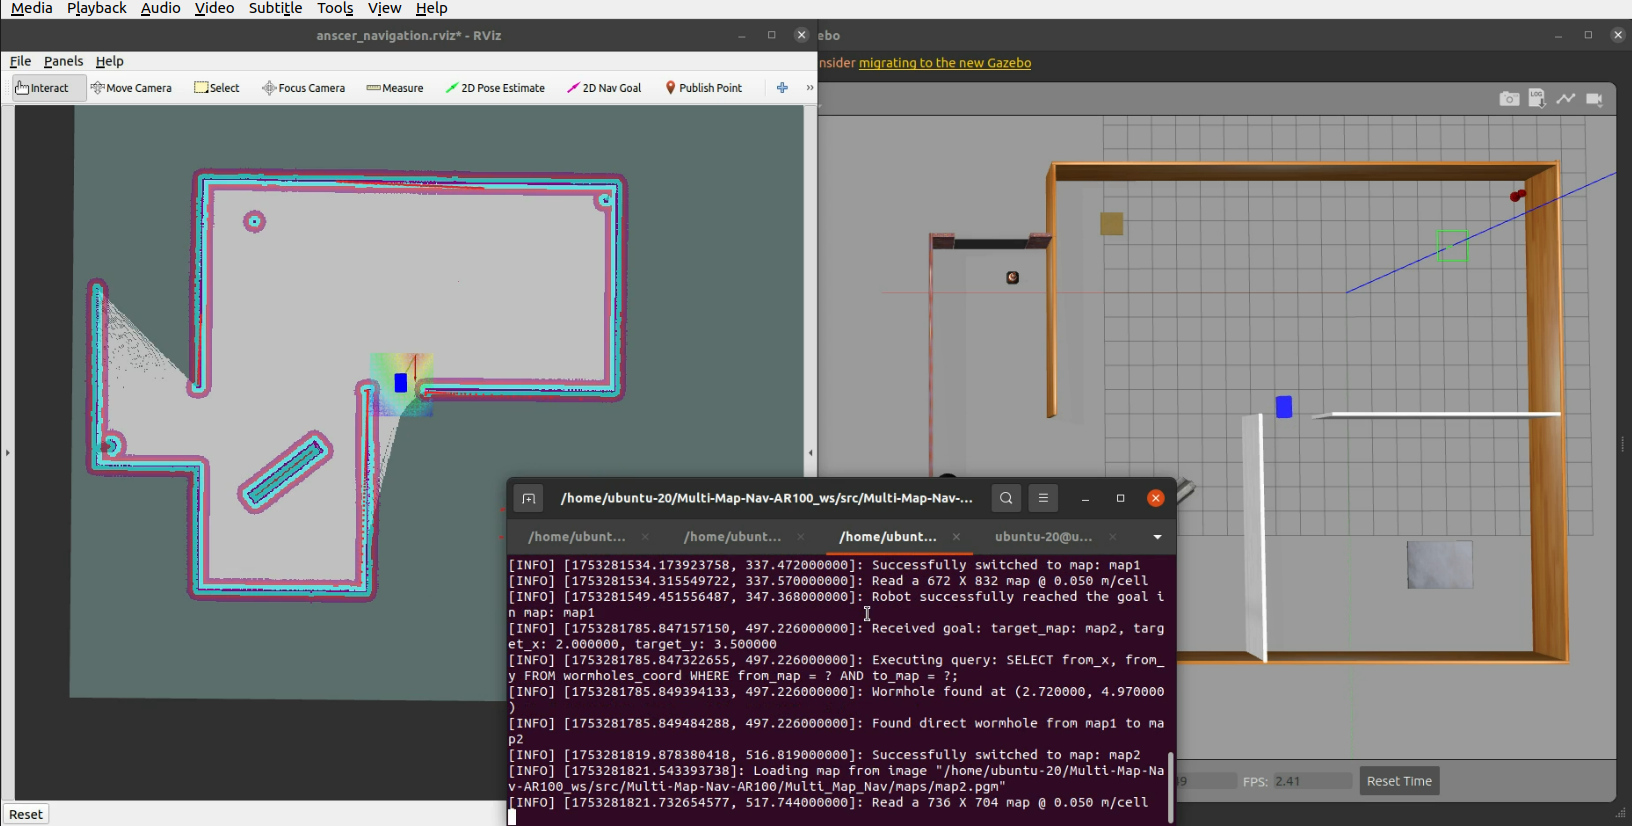 Media Playback Audio Video Subtitle Tools View Help
anscer_navigation.rviz* - RViz
ebo
File Panels Help
nsider migrating to the new Gazebo
Interact Move Camera Select Focus Camera Measure 2D Pose Estimate 2D Nav Goal Publish Point
LOG
/home/ubuntu-20/Multi-Map-Nav-AR100_ws/src/Multi-Map-Nav-...
/home/ubunt... /home/ubunt... /home/ubunt... ubuntu-20@u...
[INFO] [1753281534.173923758, 337.472000000]: Successfully switched to map: map1
[INFO] [1753281534.315549722, 337.570000000]: Read a 672 X 832 map @ 0.050 m/cell
[INFO] [1753281549.451556487, 347.368000000]: Robot successfully reached the goal i
n map: map1
[INFO] [1753281785.847157150, 497.226000000]: Received goal: target_map: map2, targ
et_x: 2.000000, target_y: 3.500000
[INFO] [1753281785.847322655, 497.226000000]: Executing query: SELECT from_x, from_
y FROM wormholes_coord WHERE from_map = ? AND to_map = ?;
[INFO] [1753281785.849394133, 497.226000000]: Wormhole found at (2.720000, 4.970000
)
[INFO] [1753281785.849484288, 497.226000000]: Found direct wormhole from map1 to ma
p2
[INFO] [1753281819.878380418, 516.819000000]: Successfully switched to map: map2
[INFO] [1753281821.543393738]: Loading map from image "/home/ubuntu-20/Multi-Map-Na
v-AR100_ws/src/Multi-Map-Nav-AR100/Multi_Map_Nav/maps/map2.pgm"
[INFO] [1753281821.732654577, 517.744000000]: Read a 736 X 704 map @ 0.050 m/cell
FPS: 2.41 Reset Time
Reset